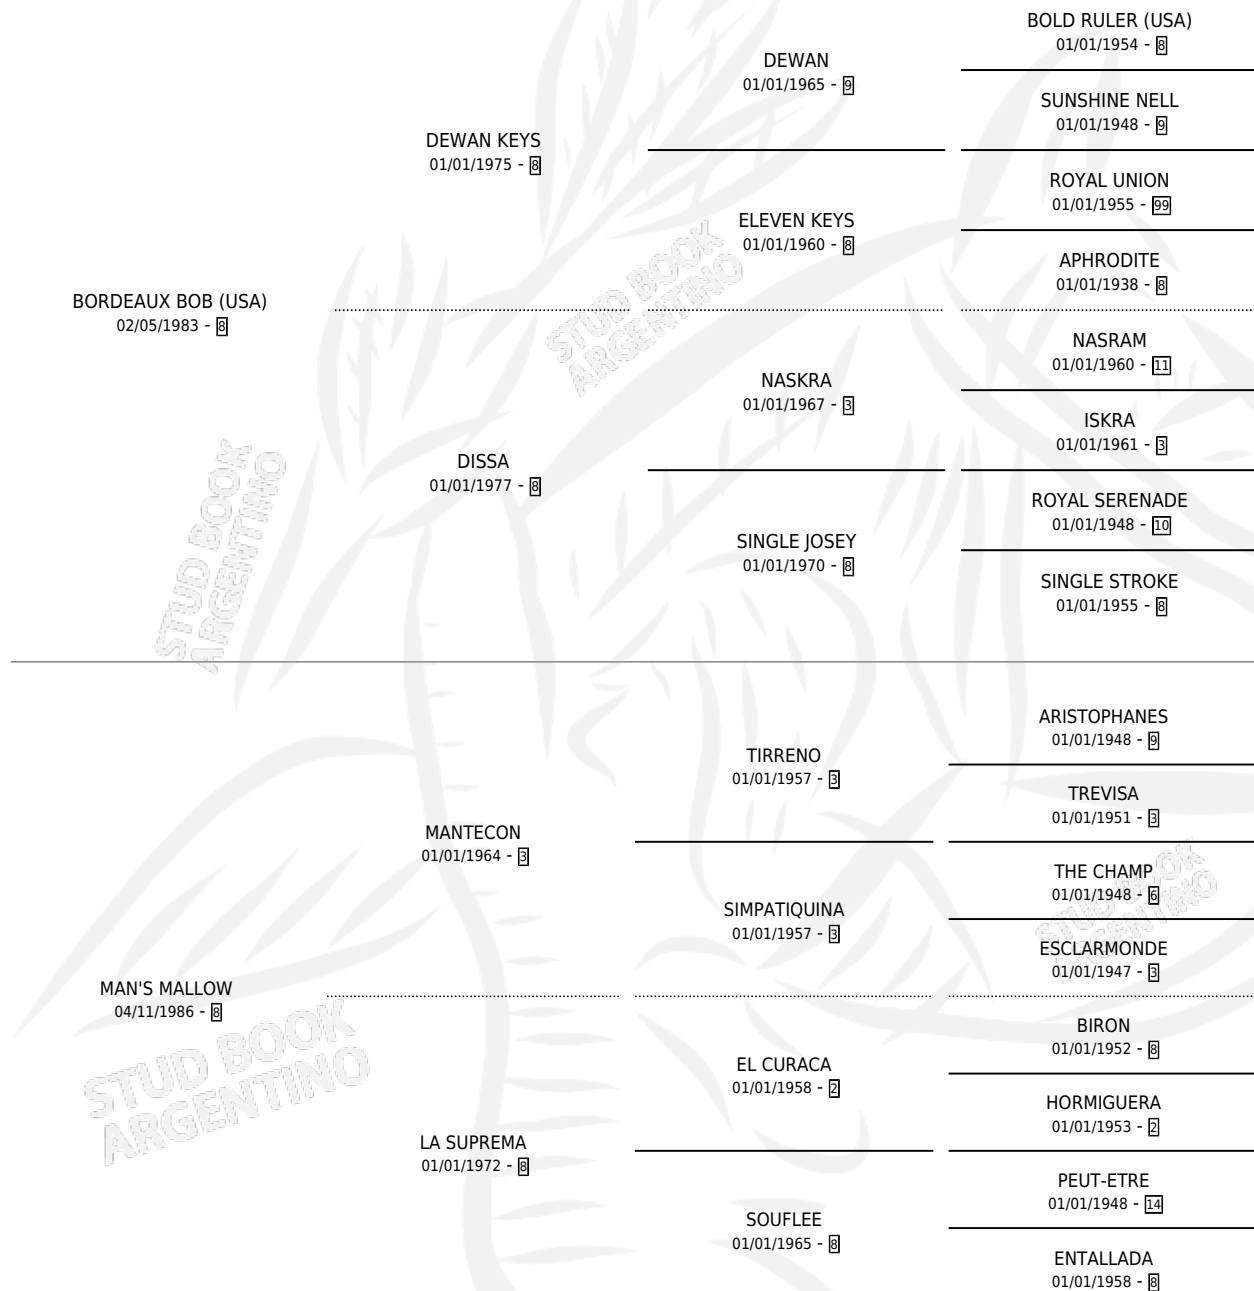 BOLD RULER (USA)
01/01/1954 - 8
DEWAN
01/01/1965 - 9
SUNSHINE NELL
01/01/1948 - 9
DEWAN KEYS
01/01/1975 - 8
ROYAL UNION
01/01/1955 - 99
ELEVEN KEYS
01/01/1960 - 8
APHRODITE
01/01/1938 - 8
BORDEAUX BOB (USA)
02/05/1983 - 8
STUD BOOK
ARGENTINO
NASRAM
01/01/1960 - 11
NASKRA
01/01/1967 - 3
ISKRA
01/01/1961 - 3
DISSA
01/01/1977 - 8
ROYAL SERENADE
01/01/1948 - 10
SINGLE JOSEY
01/01/1970 - 8
SINGLE STROKE
01/01/1955 - 8
STUD BOOK
ARGENTINO
ARISTOPHANES
01/01/1948 - 9
TIRRENO
01/01/1957 - 3
TREVISA
01/01/1951 - 3
MANTECON
01/01/1964 - 3
THE CHAMP
01/01/1948 - 6
SIMPATIQUINA
01/01/1957 - 3
STUD BOOK
ARGENTINO
ESCLARMONDE
01/01/1947 - 3
MAN'S MALLOW
04/11/1986 - 8
BIRON
01/01/1952 - 8
EL CURACA
01/01/1958 - 2
HORMIGUERA
01/01/1953 - 2
STUD BOOK
ARGENTINO
LA SUPREMA
01/01/1972 - 8
PEUT-ETRE
01/01/1948 - 14
SOUFLEE
01/01/1965 - 8
ENTALLADA
01/01/1958 - 8